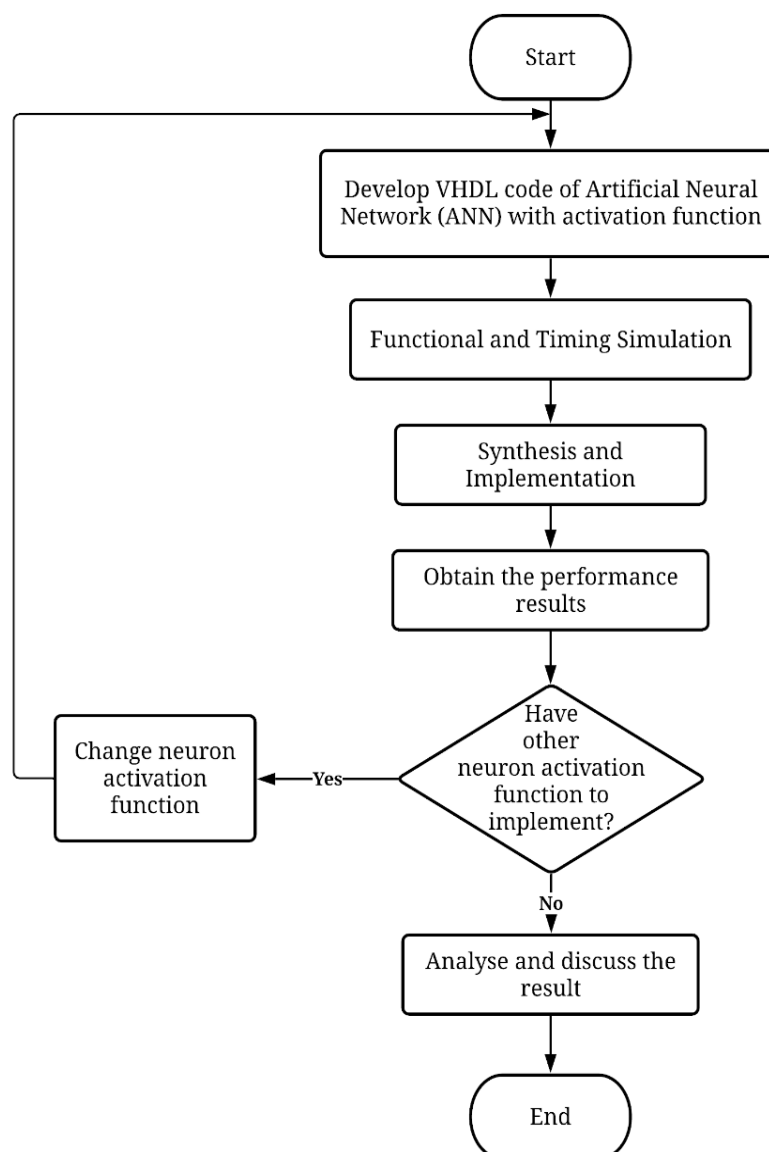 Start
Develop VHDL code of Artificial Neural
Network (ANN) with activation function
Functional and Timing Simulation
Synthesis and
Implementation
Obtain the performance
results
Have
other
neuron activation
function to
implement?
Yes
Change neuron
activation
function
No
Analyse and discuss the
result
End